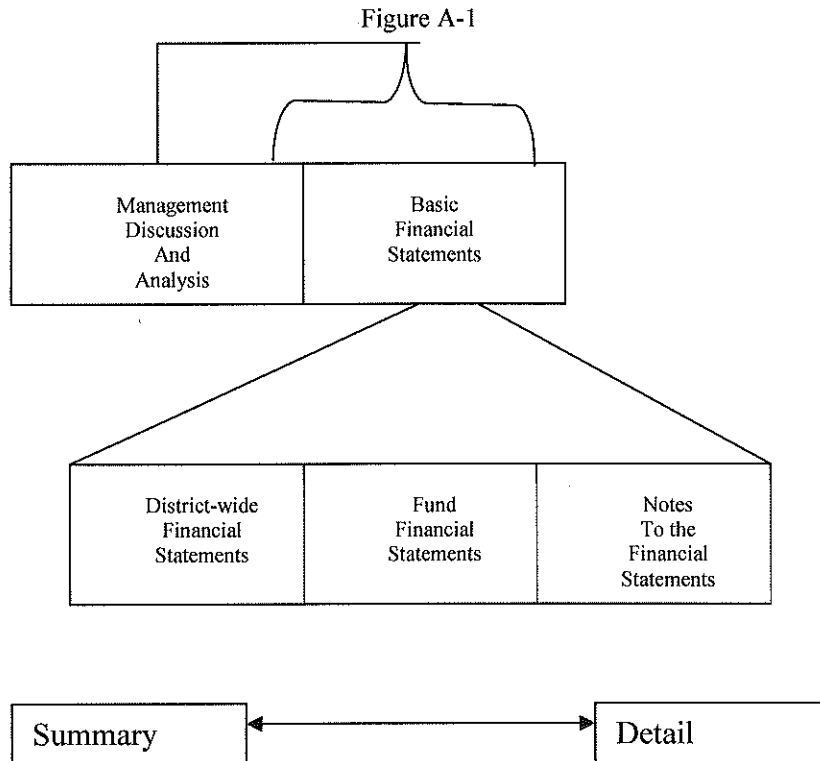 Figure A-1
Management
Discussion
And
Analysis
Basic
Financial
Statements
District-wide
Financial
Statements
Fund
Financial
Statements
Notes
To the
Financial
Statements
Summary
Detail